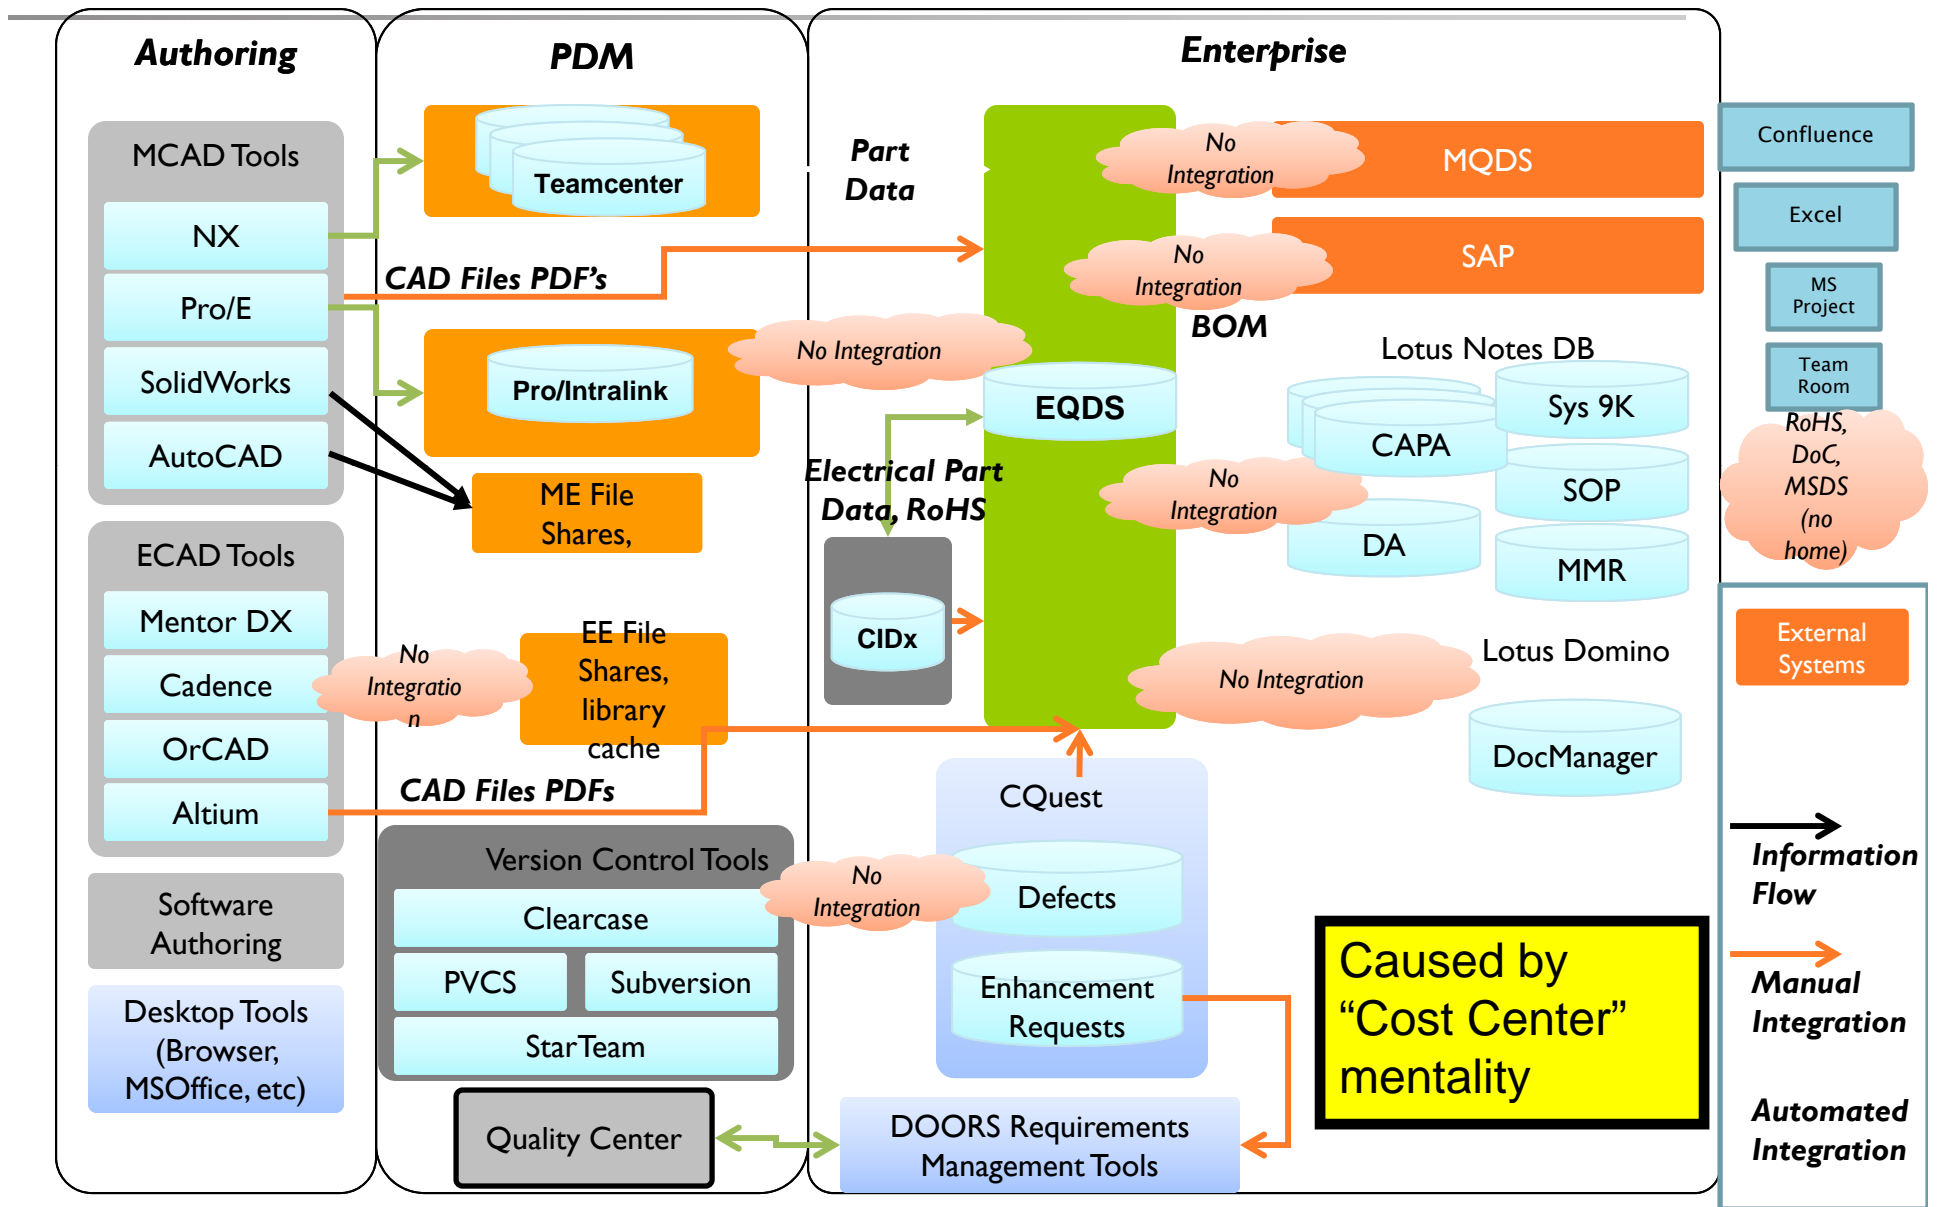 Authoring
PDM
Enterprise
MCAD Tools
NX
Pro/E
SolidWorks
AutoCAD
ECAD Tools
Mentor DX
Cadence
OrCAD
Altium
Software
Authoring
Desktop Tools
(Browser,
MSOffice, etc)
Teamcenter
CAD Files PDF's
Pro/Intralink
No Integration
ME File
Shares,
No
Integratio
n
EE File
Shares,
library
cache
CAD Files PDFs
Version Control Tools
Clearcase
PVCS
Subversion
StarTeam
Quality Center
Part
Data
No
Integration
MQDS
No
Integration
SAP
BOM
EQDS
Electrical Part
Data, RoHS
CIDx
Lotus Notes DB
Sys 9K
CAPA
SOP
No
Integration
DA
MMR
Lotus Domino
No Integration
DocManager
CQuest
No
Integration
Defects
Enhancement
Requests
DOORS Requirements
Management Tools
Caused by
“Cost Center”
mentality
Confluence
Excel
MS
Project
Team
Room
RoHS,
DoC,
MSDS
(no
home)
External
Systems
Information
Flow
Manual
Integration
Automated
Integration